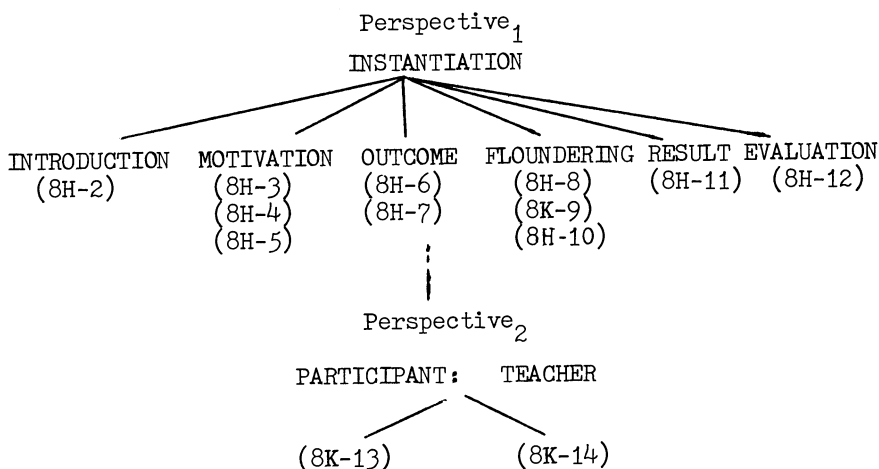 Perspective₁
INSTANTIATION
INTRODUCTION MOTIVATION OUTCOME FLOUNDERING RESULT EVALUATION
(8H-2) (8H-3) (8H-6) (8H-8) (8H-11) (8H-12)
(8H-4) (8H-7) (8K-9)
(8H-5) (8H-10)
Perspective₂
PARTICIPANT: TEACHER
(8K-13) (8K-14)